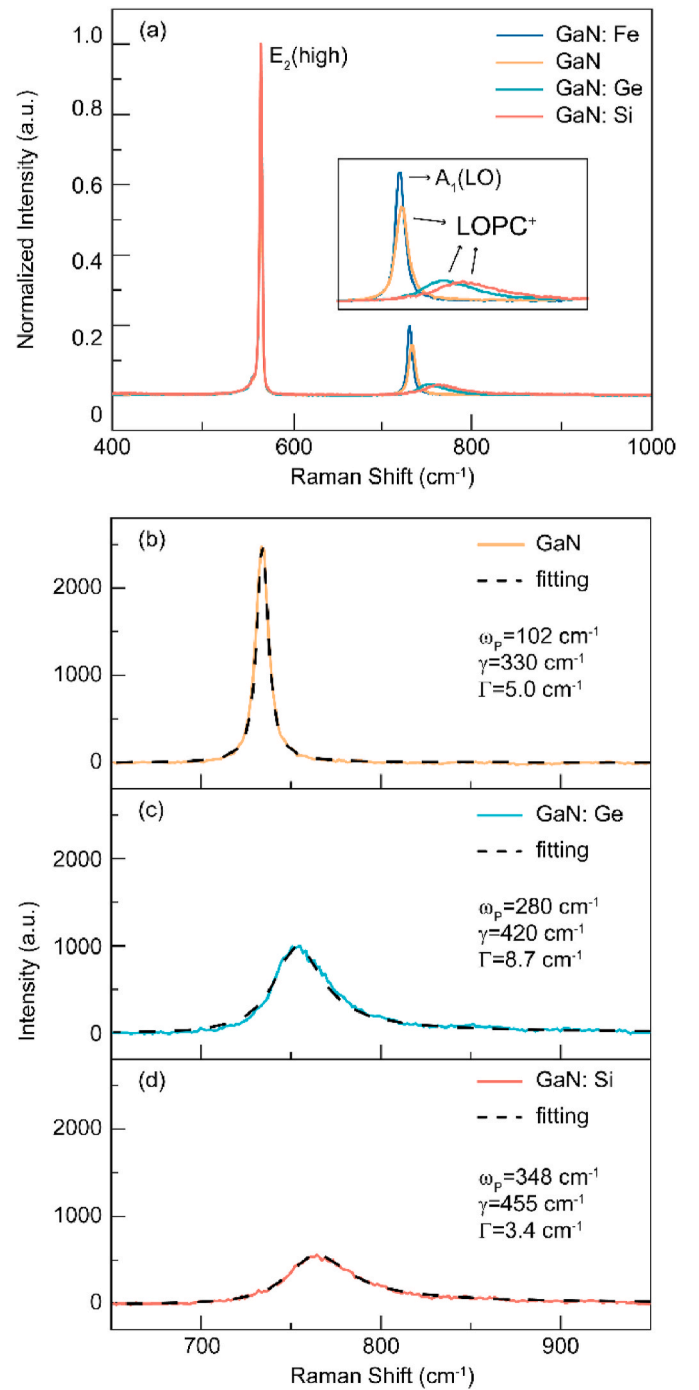 (a)
E₂(high)
GaN: Fe
GaN
GaN: Ge
GaN: Si
A₁(LO)
LOPC⁺
1.0
0.8
0.6
0.4
0.2
0
Normalized Intensity (a.u.)
400
600
800
1000
Raman Shift (cm⁻¹)
(b)
GaN
fitting
ωₚ=102 cm⁻¹
γ=330 cm⁻¹
Γ=5.0 cm⁻¹
2000
1000
0
(c)
GaN: Ge
fitting
ωₚ=280 cm⁻¹
γ=420 cm⁻¹
Γ=8.7 cm⁻¹
2000
1000
0
Intensity (a.u.)
(d)
GaN: Si
fitting
ωₚ=348 cm⁻¹
γ=455 cm⁻¹
Γ=3.4 cm⁻¹
2000
1000
0
700
800
900
Raman Shift (cm⁻¹)